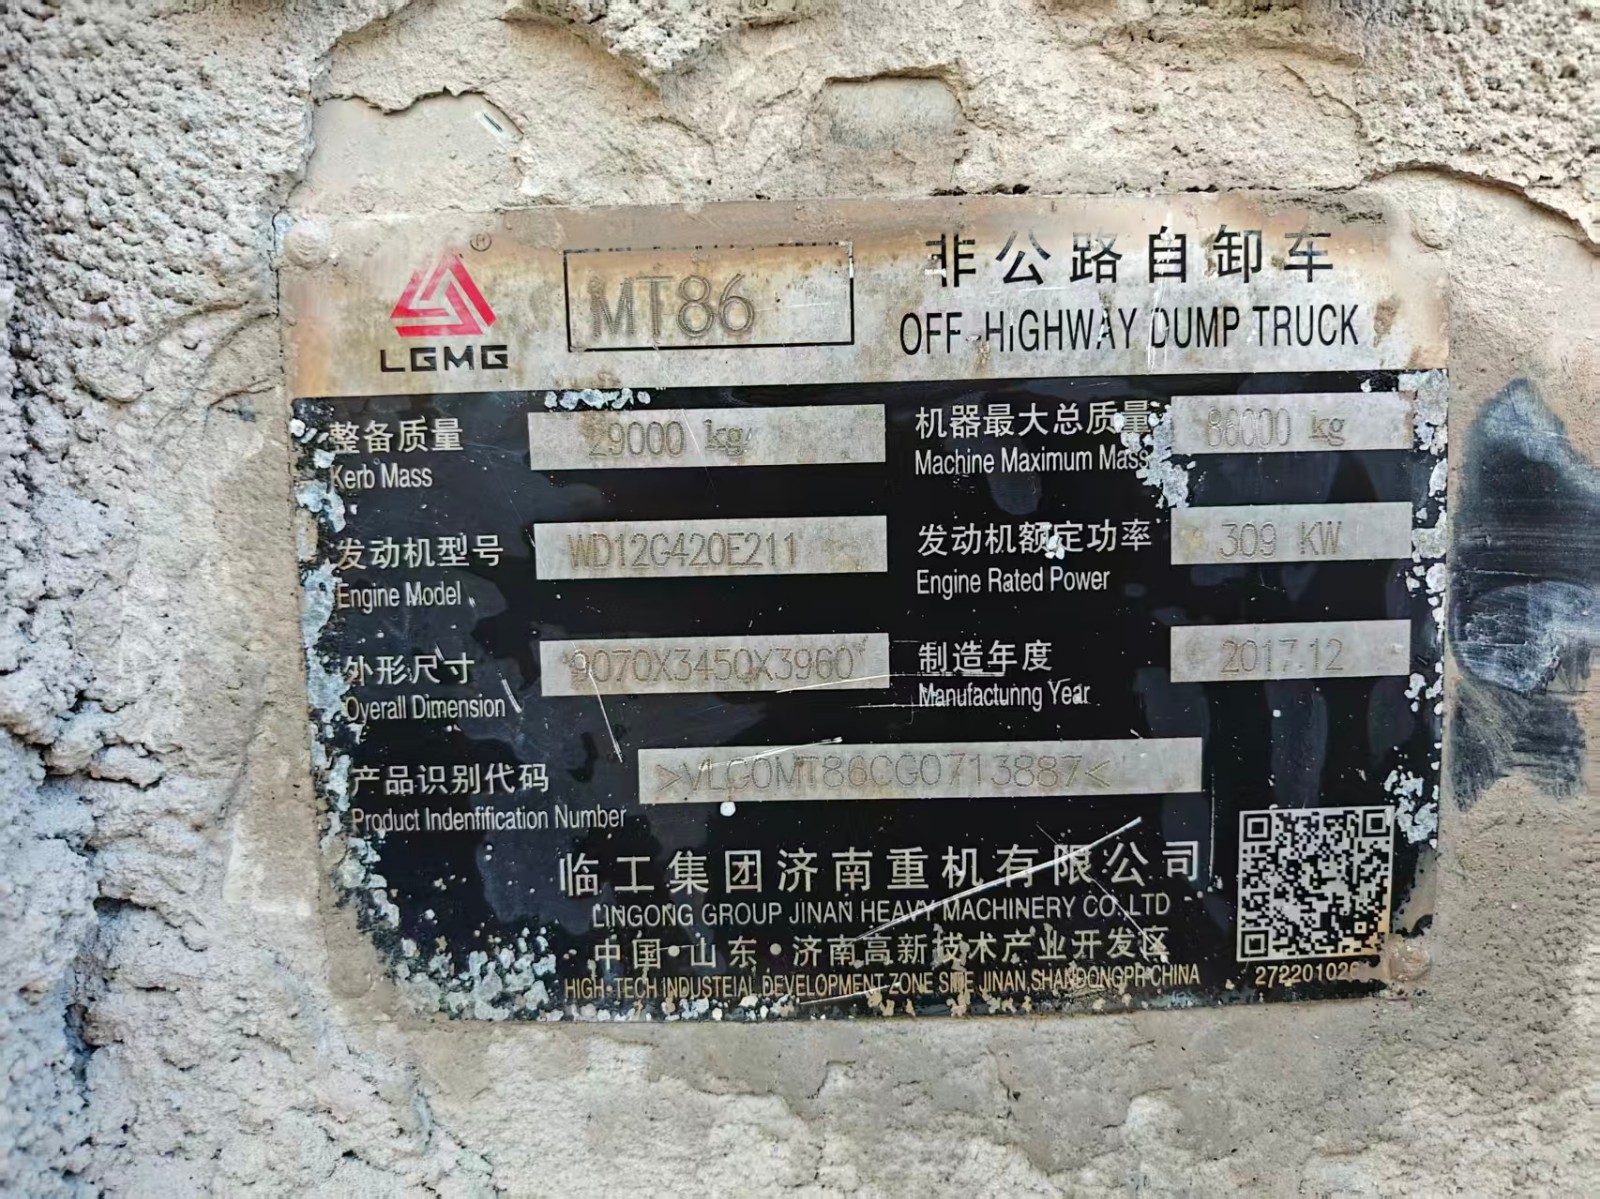 LGMG ®
MT86
非公路自卸车
OFF-HIGHWAY DUMP TRUCK
整备质量 29000 kg
Kerb Mass
机器最大总质量 86000 kg
Machine Maximum Mass
发动机型号 WD12G420E211
Engine Model
发动机额定功率 309 KW
Engine Rated Power
外形尺寸 9070X3450X3960
Overall Dimension
制造年度 2017.12
Manufacturing Year
产品识别代码 >VLG0MT86CG0713887<
Product Indenfification Number
临工集团济南重机有限公司
LINGONG GROUP JINAN HEAVY MACHINERY CO.LTD
中国·山东·济南高新技术产业开发区
HIGH·TECH INDUSTEIAL DEVELOPMENT ZONE SITE JINAN,SHANDONG PR CHINA